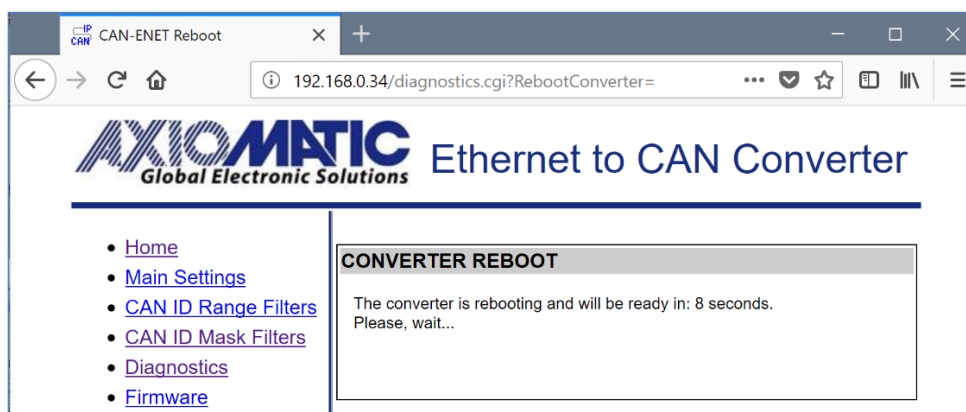 IP
CAN
CAN-ENET Reboot
192.168.0.34/diagnostics.cgi?RebootConverter=
AXIOMATIC
Global Electronic Solutions
Ethernet to CAN Converter
Home
Main Settings
CAN ID Range Filters
CAN ID Mask Filters
Diagnostics
Firmware
CONVERTER REBOOT
The converter is rebooting and will be ready in: 8 seconds.
Please, wait...